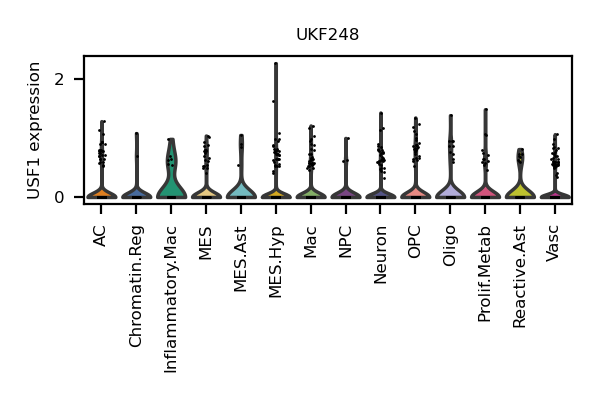 UKF248
USF1 expression
2
0
AC
Chromatin.Reg
Inflammatory.Mac
MES
MES.Ast
MES.Hyp
Mac
NPC
Neuron
OPC
Oligo
Prolif.Metab
Reactive.Ast
Vasc